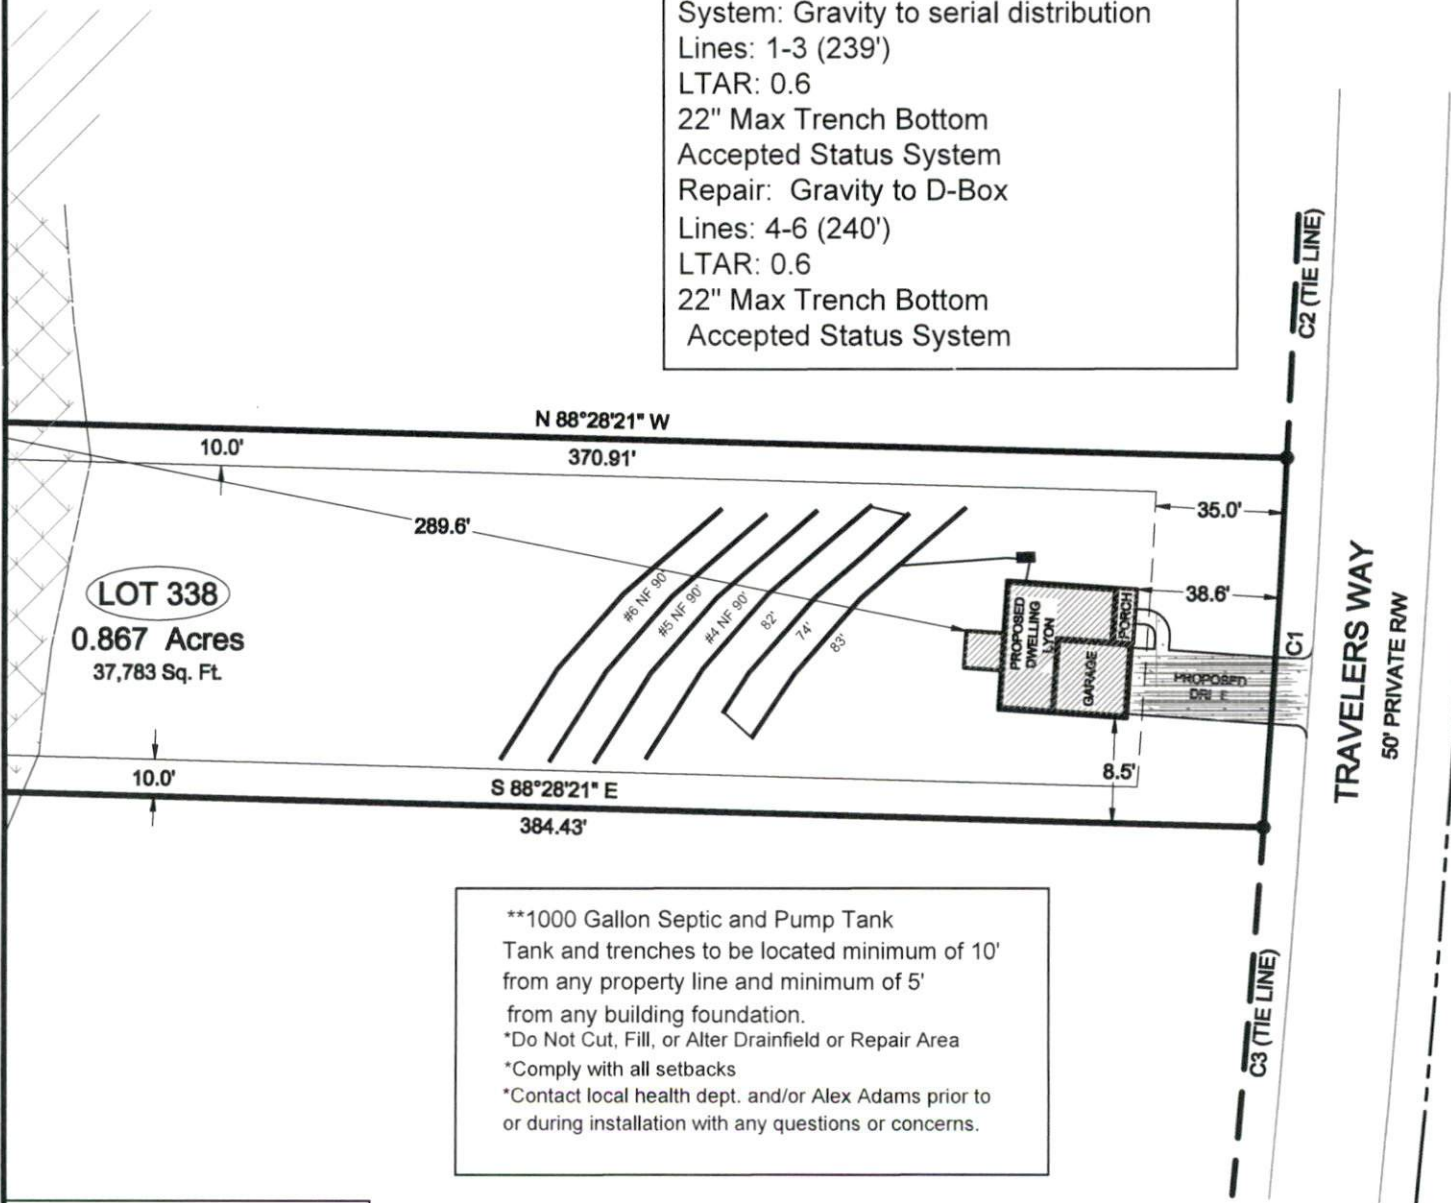 System: Gravity to serial distribution
Lines: 1-3 (239')
LTAR: 0.6
22" Max Trench Bottom
Accepted Status System
Repair: Gravity to D-Box
Lines: 4-6 (240')
LTAR: 0.6
22" Max Trench Bottom
Accepted Status System
C2 (TIE LINE)
N 88°28'21" W
10.0'
370.91'
35.0'
289.6'
LOT 338
0.867 Acres
37,783 Sq. Ft.
#6 NF 90'
#5 NF 90'
#4 NF 90'
82'
74'
83'
PROPOSED
DWELLING
LYON
PORCH
GARAGE
38.6'
C1
PROPOSED
TRAVELERS WAY
50' PRIVATE R/W
10.0'
S 88°28'21" E
8.5'
384.43'
**1000 Gallon Septic and Pump Tank
Tank and trenches to be located minimum of 10'
from any property line and minimum of 5'
from any building foundation.
*Do Not Cut, Fill, or Alter Drainfield or Repair Area
*Comply with all setbacks
*Contact local health dept. and/or Alex Adams prior to
or during installation with any questions or concerns.
C3 (TIE LINE)